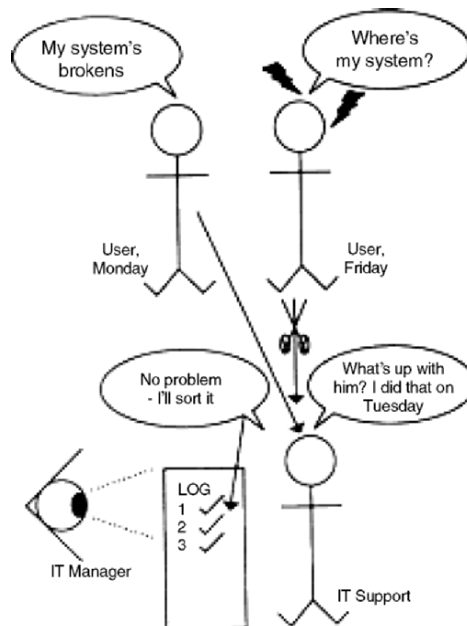 My system's
brokens
Where's
my system?
User,
Monday
User,
Friday
No problem
- I'll sort it
What's up with
him? I did that on
Tuesday
LOG
1
2
3
IT Manager
IT Support